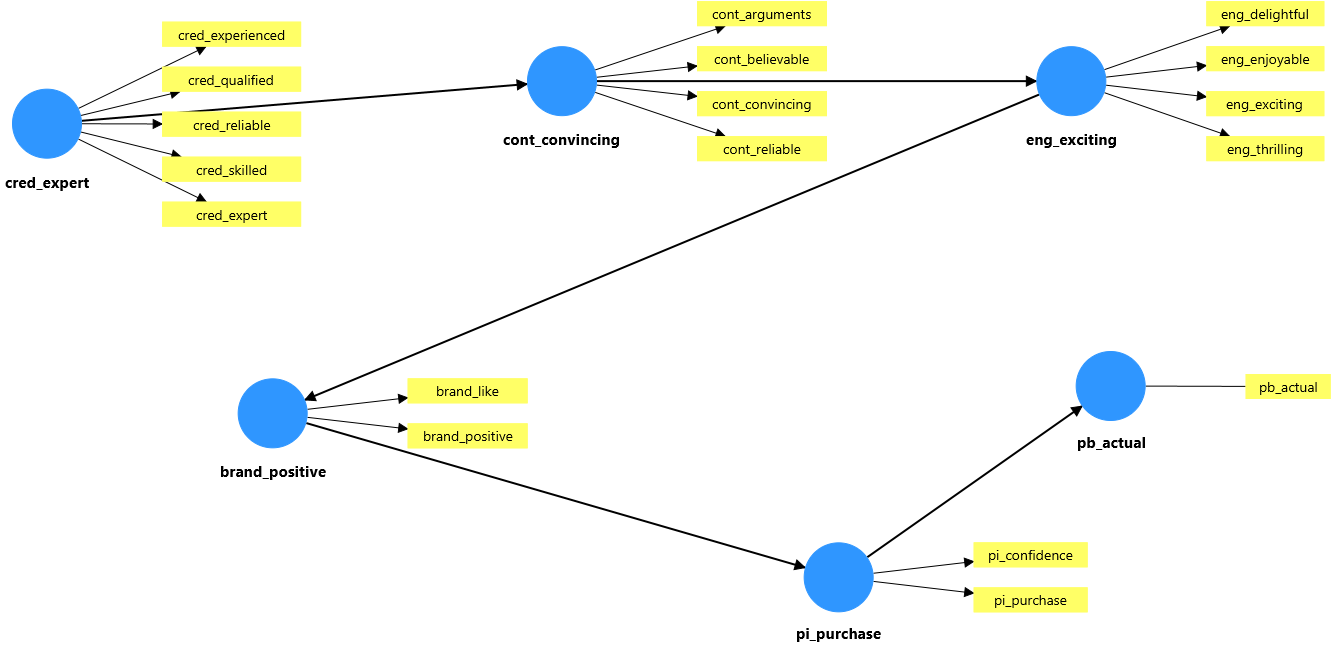 cred_experienced
cred_qualified
cred_reliable
cred_skilled
cred_expert
cred_expert
cont_arguments
cont_believable
cont_convincing
cont_reliable
cont_convincing
eng_delightful
eng_enjoyable
eng_exciting
eng_thrilling
eng_exciting
brand_like
brand_positive
brand_positive
pb_actual
pb_actual
pi_confidence
pi_purchase
pi_purchase